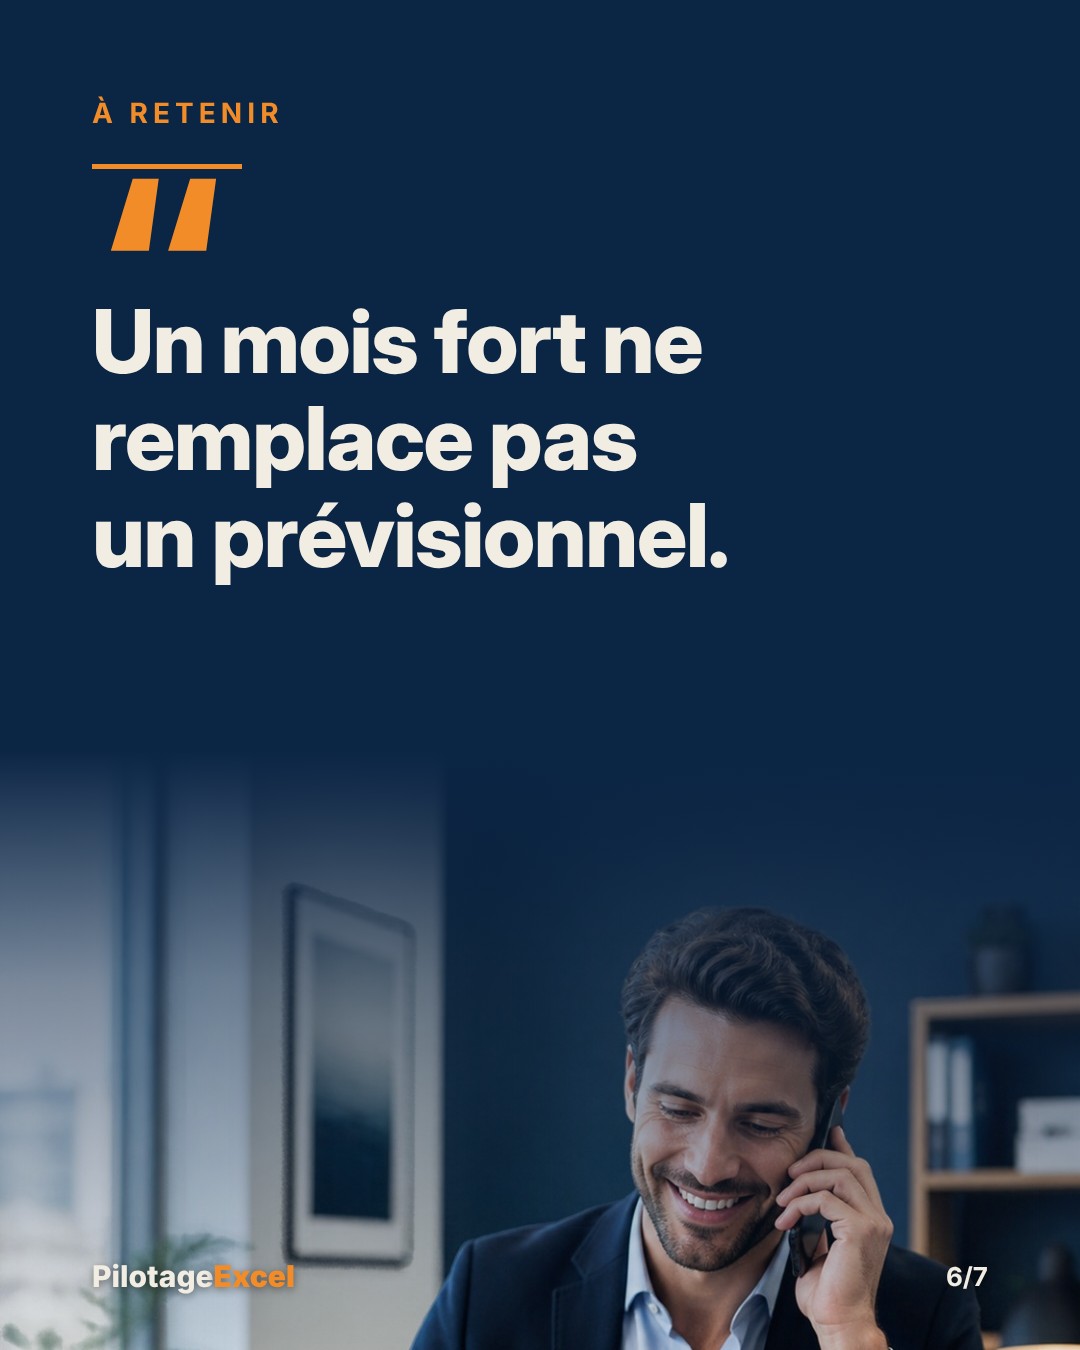 À RETENIR
"
Un mois fort ne
remplace pas
un prévisionnel.
PilotageExcel
6/7